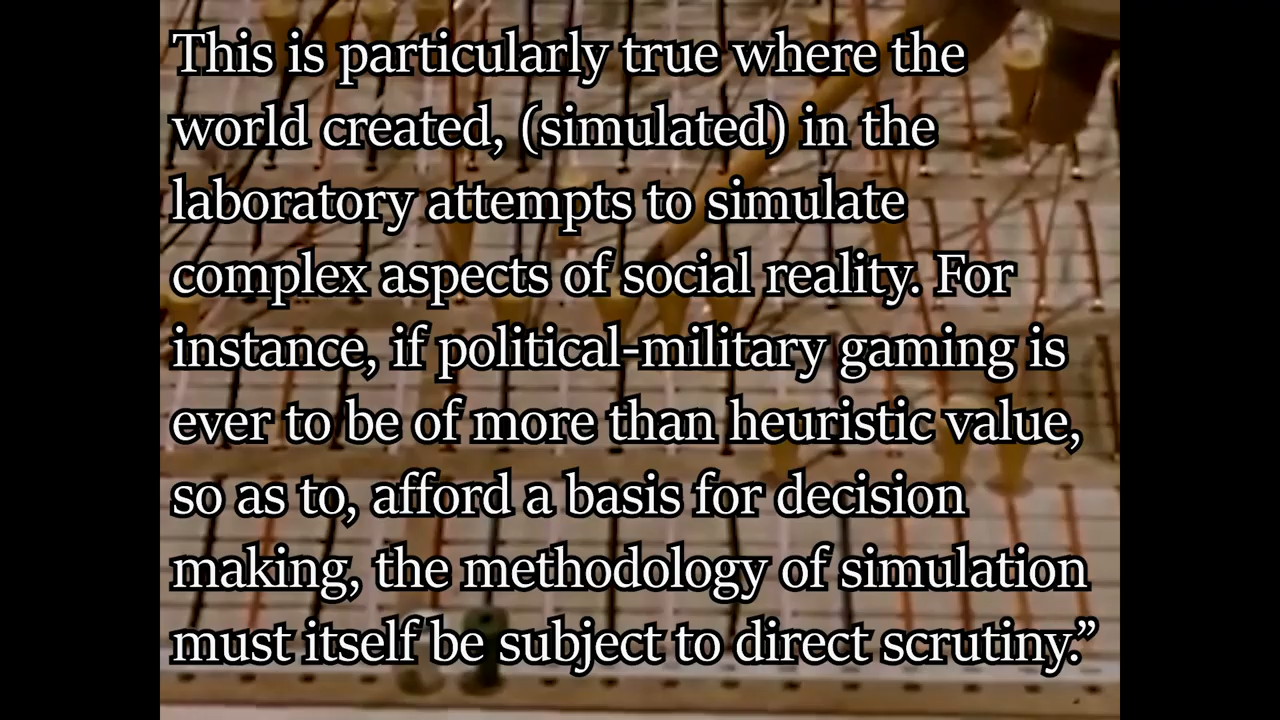 This is particularly true where the
world created, (simulated) in the
laboratory attempts to simulate
complex aspects of social reality. For
instance, if political-military gaming is
ever to be of more than heuristic value,
so as to, afford a basis for decision
making, the methodology of simulation
must itself be subject to direct scrutiny.”